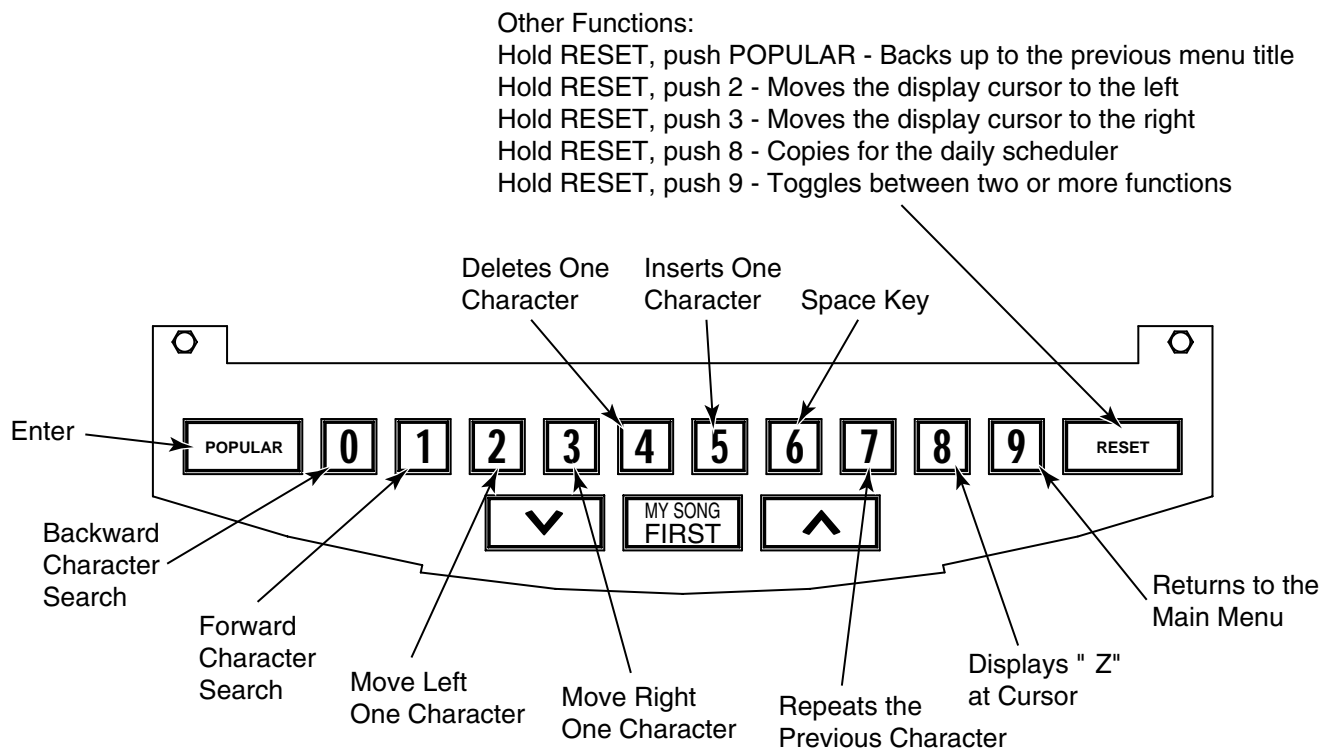 Other Functions:
Hold RESET, push POPULAR - Backs up to the previous menu title
Hold RESET, push 2 - Moves the display cursor to the left
Hold RESET, push 3 - Moves the display cursor to the right
Hold RESET, push 8 - Copies for the daily scheduler
Hold RESET, push 9 - Toggles between two or more functions
Deletes One
Character
Inserts One
Character
Space Key
Enter
POPULAR
0
1
2
3
4
5
6
7
8
9
RESET
MY SONG
FIRST
Backward
Character
Search
Forward
Character
Search
Move Left
One Character
Move Right
One Character
Repeats the
Previous Character
Displays " Z"
at Cursor
Returns to the
Main Menu